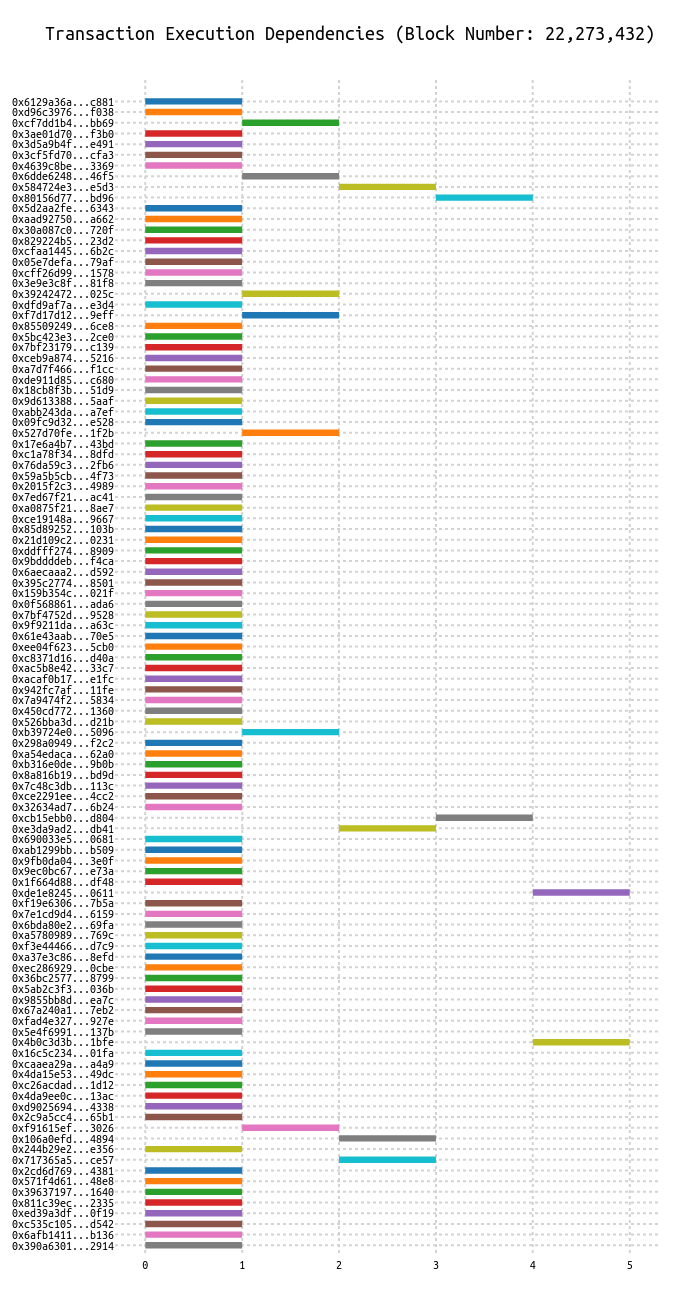 Transaction Execution Dependencies (Block Number: 22,273,432)
0x6129a36a...c881
0xd96c3976...f038
0xcf7dd1b4...bb69
0x3ae01d70...f3b0
0x3d5a9b4f...e491
0x3cf5fd70...cfa3
0x4639c8be...3369
0x6dde6248...46f5
0x584724e3...e5d3
0x80156d77...bd96
0x5d2aa2fe...6343
0xaad92750...a662
0x30a087c0...720f
0x829224b5...23d2
0xcfaa1445...6b2c
0x05e7defa...79af
0xcff26d99...1578
0x3e9e3c8f...81f8
0x39242472...025c
0xdfd9af7a...e3d4
0xf7d17d12...9eff
0x85509249...6ce8
0x5bc423e3...2ce0
0x7bf23179...c139
0xceb9a874...5216
0xa7d7f466...f1cc
0xde911d85...c680
0x18cb8f3b...51d9
0x9d613388...5aaf
0xabb243da...a7ef
0x09fc9d32...e528
0x527d70fe...1f2b
0x17e6a4b7...43bd
0xc1a78f34...8dfd
0x76da59c3...2fb6
0x59a5b5cb...4f73
0x2015f2c3...4989
0x7ed67f21...ac41
0xa0875f21...8ae7
0xce19148a...9667
0x85d89252...103b
0x21d109c2...0231
0xddfff274...8909
0x9bddddeb...f4ca
0x6aecaaa2...d592
0x395c2774...8501
0x159b354c...021f
0x0f568861...ada6
0x7bf4752d...9528
0x9f9211da...a63c
0x61e43aab...70e5
0xee04f623...5cb0
0xc8371d16...d40a
0xac5b8e42...33c7
0xacaf0b17...e1fc
0x942fc7af...11fe
0x7a9474f2...5834
0x450cd772...1360
0x526bba3d...d21b
0xb39724e0...5096
0x298a0949...f2c2
0xa54edaca...62a0
0xb316e0de...9b0b
0x8a816b19...bd9d
0x7c48c3db...113c
0xce2291ee...4cc2
0x32634ad7...6b24
0xcb15ebb0...d804
0xe3da9ad2...db41
0x690033e5...0681
0xab1299bb...b509
0x9fb0da04...3e0f
0x9ec0bc67...e73a
0x1f664d88...df48
0xde1e8245...0611
0xf19e6306...7b5a
0x7e1cd9d4...6159
0x6bda80e2...69fa
0xa5780989...769c
0xf3e44466...d7c9
0xa37e3c86...8efd
0xec286929...0cbe
0x36bc2577...8799
0x5ab2c3f3...036b
0x9855bb8d...ea7c
0x67a240a1...7eb2
0xfad4e327...927e
0x5e4f6991...137b
0x4b0c3d3b...1bfe
0x16c5c234...01fa
0xcaaea29a...a4a9
0x4da15e53...49dc
0xc26acdad...1d12
0x4da9ee0c...13ac
0xd9025694...4338
0x2c9a5cc4...65b1
0xf91615ef...3026
0x106a0efd...4894
0x244b29e2...e356
0x717365a5...ce57
0x2cd6d769...4381
0x571f4d61...48e8
0x39637197...1640
0x811c39ec...2335
0xed39a3df...0f19
0xc535c105...d542
0x6afb1411...b136
0x390a6301...2914
0 1 2 3 4 5